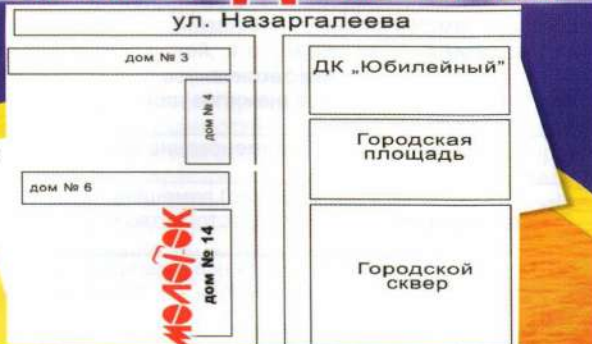 ул. Назаргалеева
дом № 3
ДК „Юбилейный"
дом № 4
Городская
площадь
дом № 6
МОЛОТОК
дом № 14
Городской
сквер